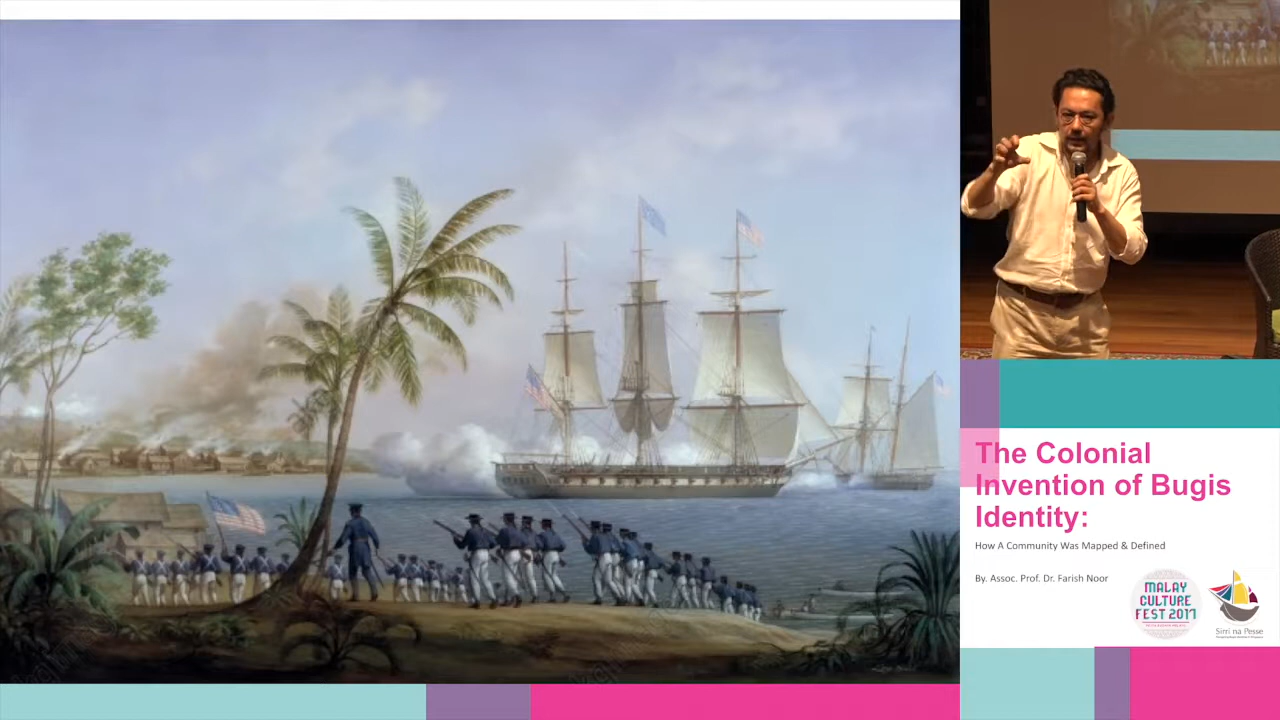 The Colonial
Invention of Bugis
Identity:
How A Community Was Mapped & Defined
By. Assoc. Prof. Dr. Farish Noor
MALAY
CULTURE
FEST 2017
Sirri na Pesse